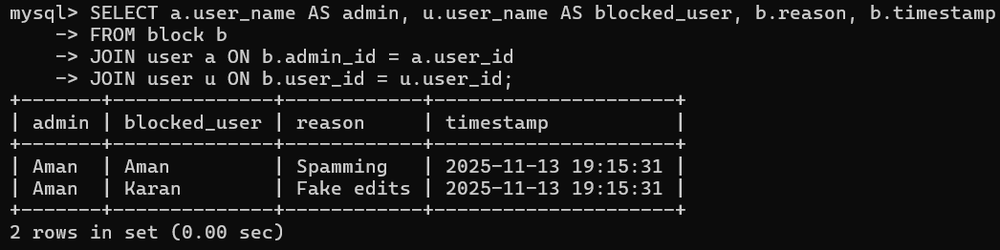 mysql> SELECT a.user_name AS admin, u.user_name AS blocked_user, b.reason, b.timestamp
    -> FROM block b
    -> JOIN user a ON b.admin_id = a.user_id
    -> JOIN user u ON b.user_id = u.user_id;
+-------+--------------+------------+---------------------+
| admin | blocked_user | reason     | timestamp           |
+-------+--------------+------------+---------------------+
| Aman  | Aman         | Spamming   | 2025-11-13 19:15:31 |
| Aman  | Karan        | Fake edits | 2025-11-13 19:15:31 |
+-------+--------------+------------+---------------------+
2 rows in set (0.00 sec)